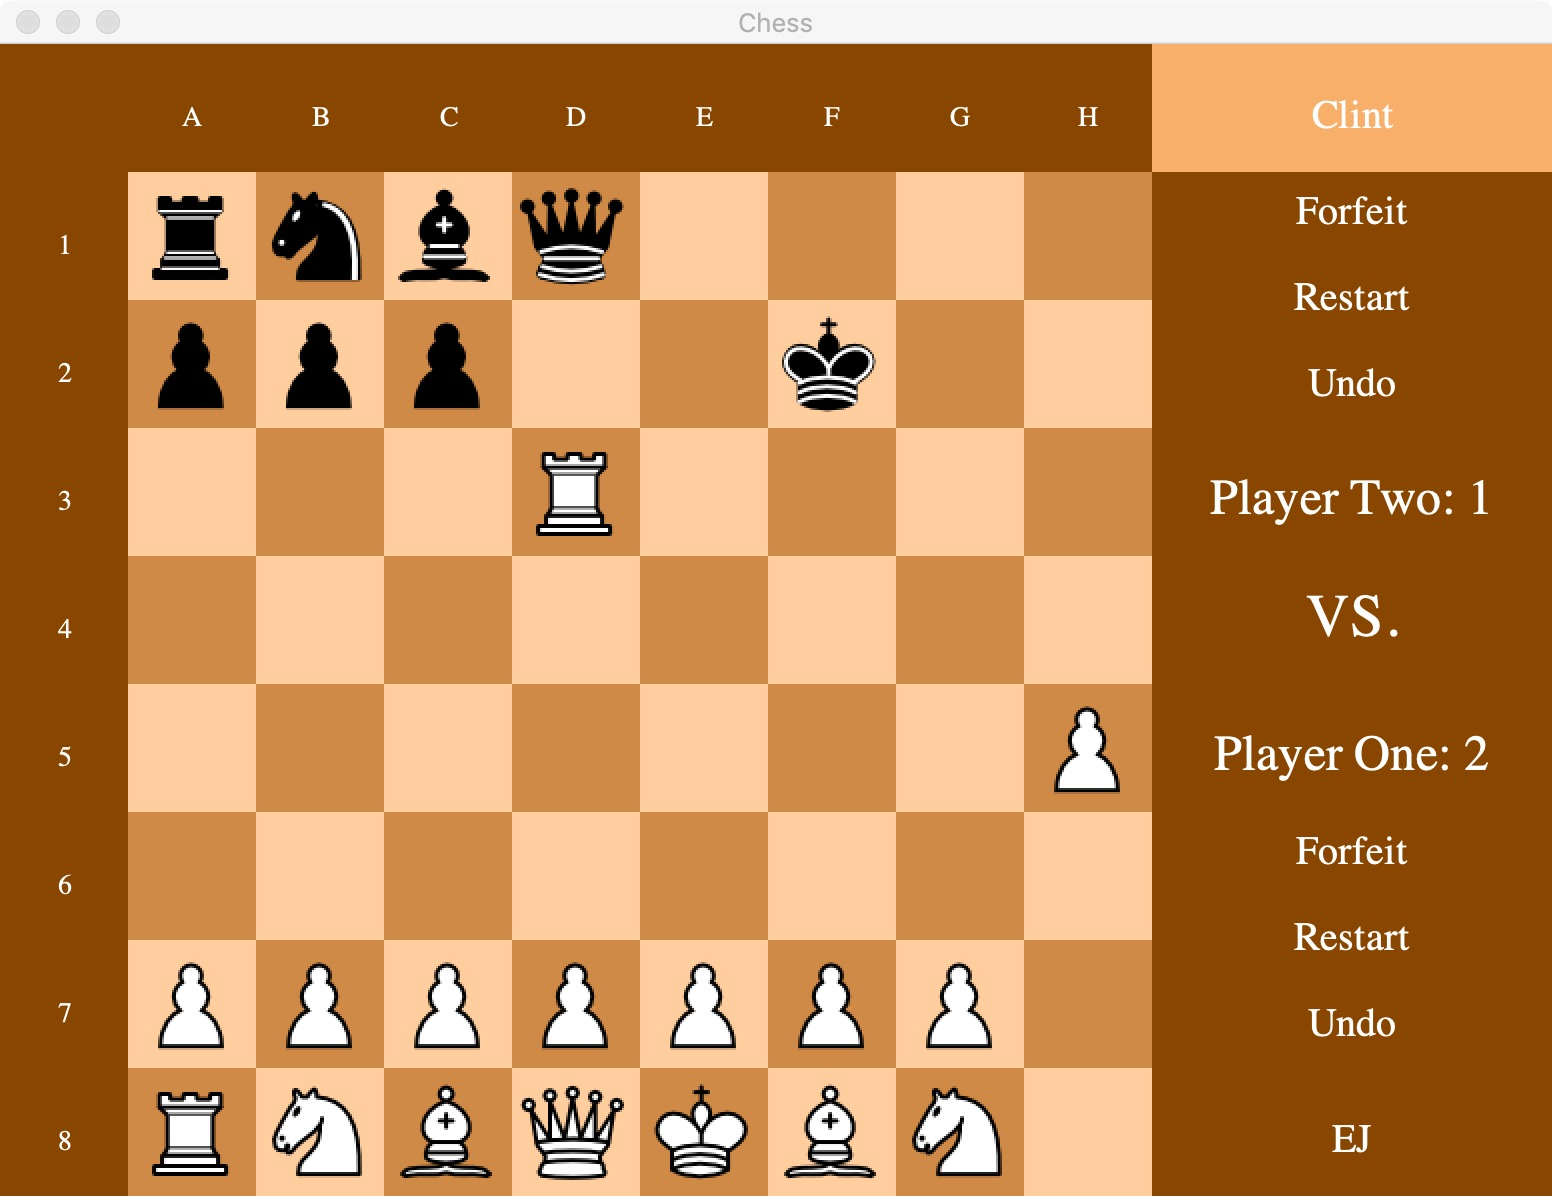 Chess
A B C D E F G H
Clint
1
Forfeit
Restart
2
Undo
3
Player Two: 1
4
VS.
5
Player One: 2
6
Forfeit
Restart
7
Undo
8
EJ